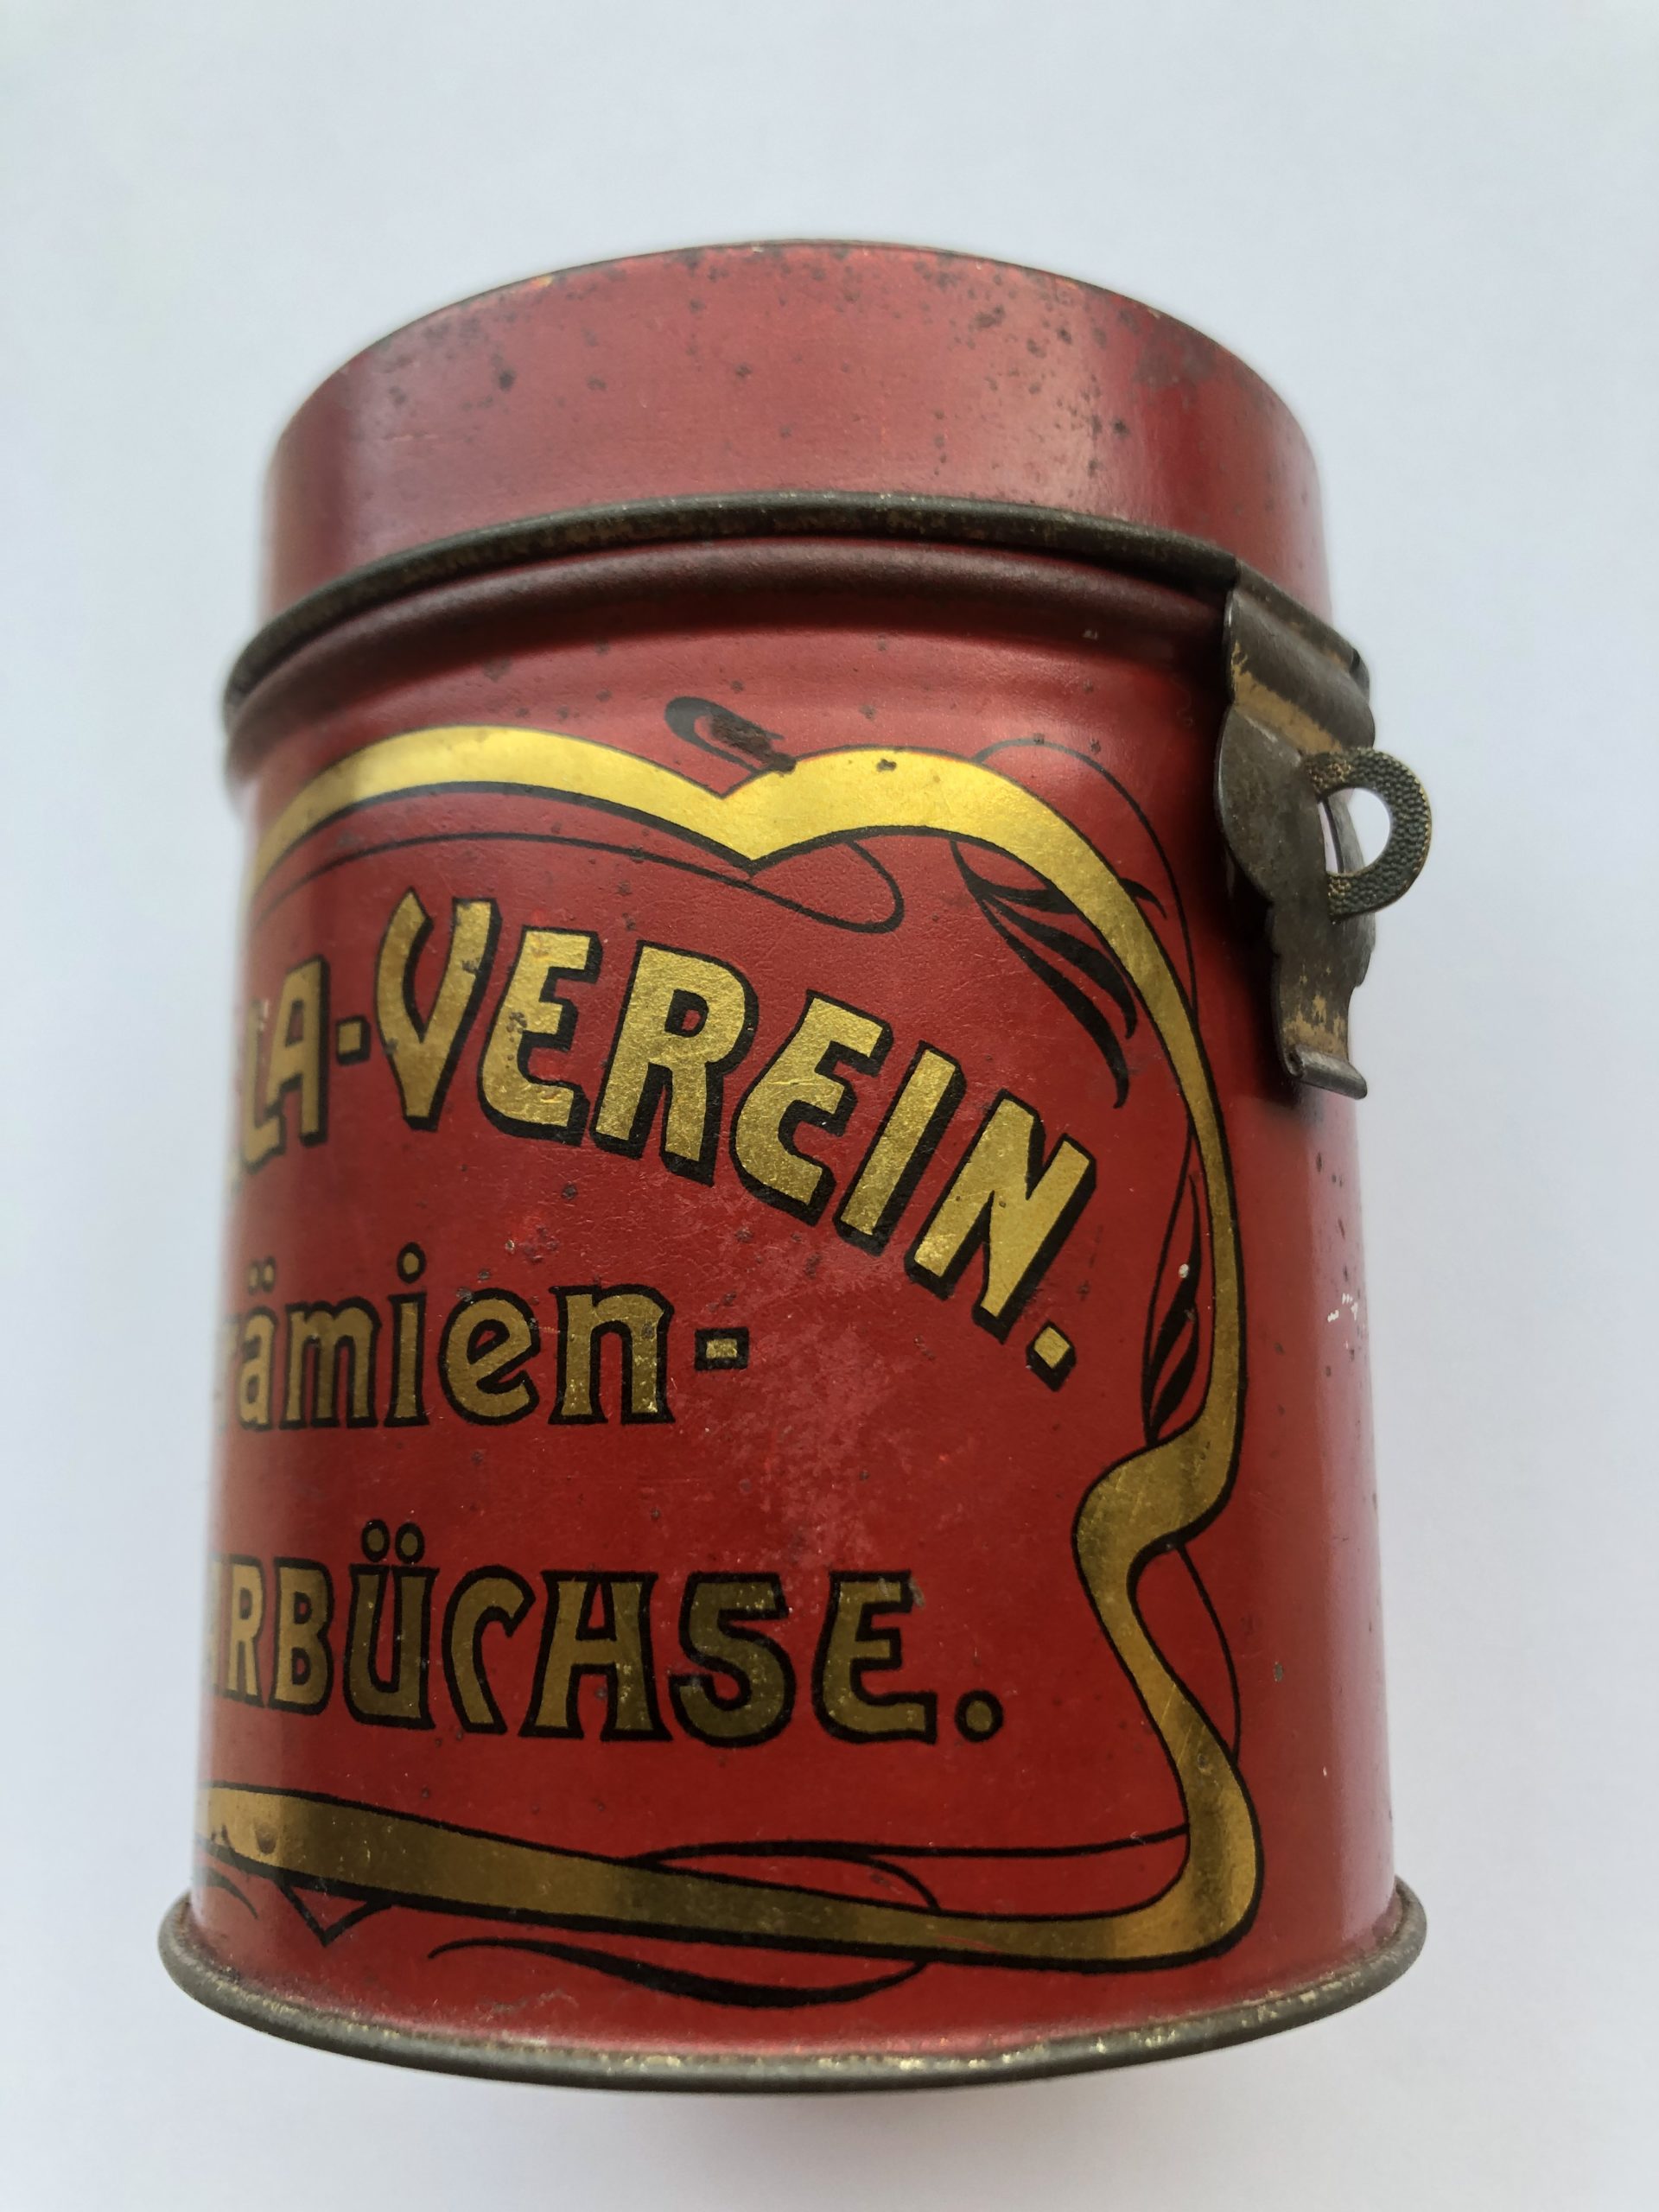 LA-VEREIN.
rämien-
RBÜCHSE.